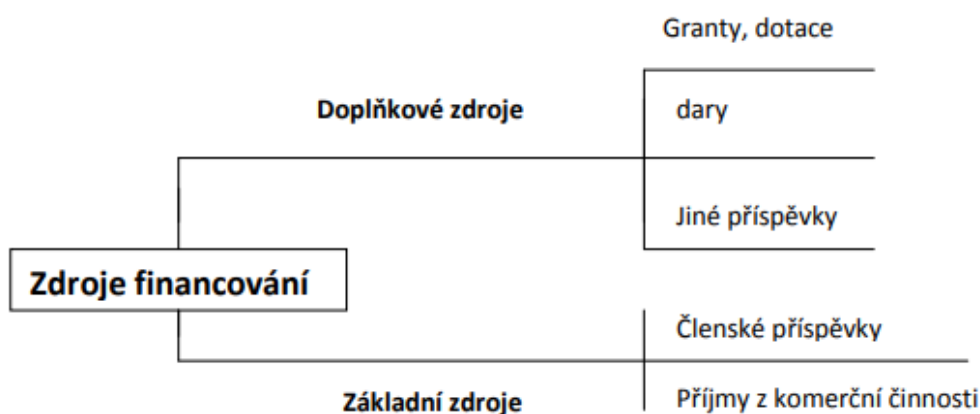 Granty, dotace
Doplňkové zdroje
dary
Jiné příspěvky
Zdroje financování
Členské příspěvky
Základní zdroje
Příjmy z komerční činnosti